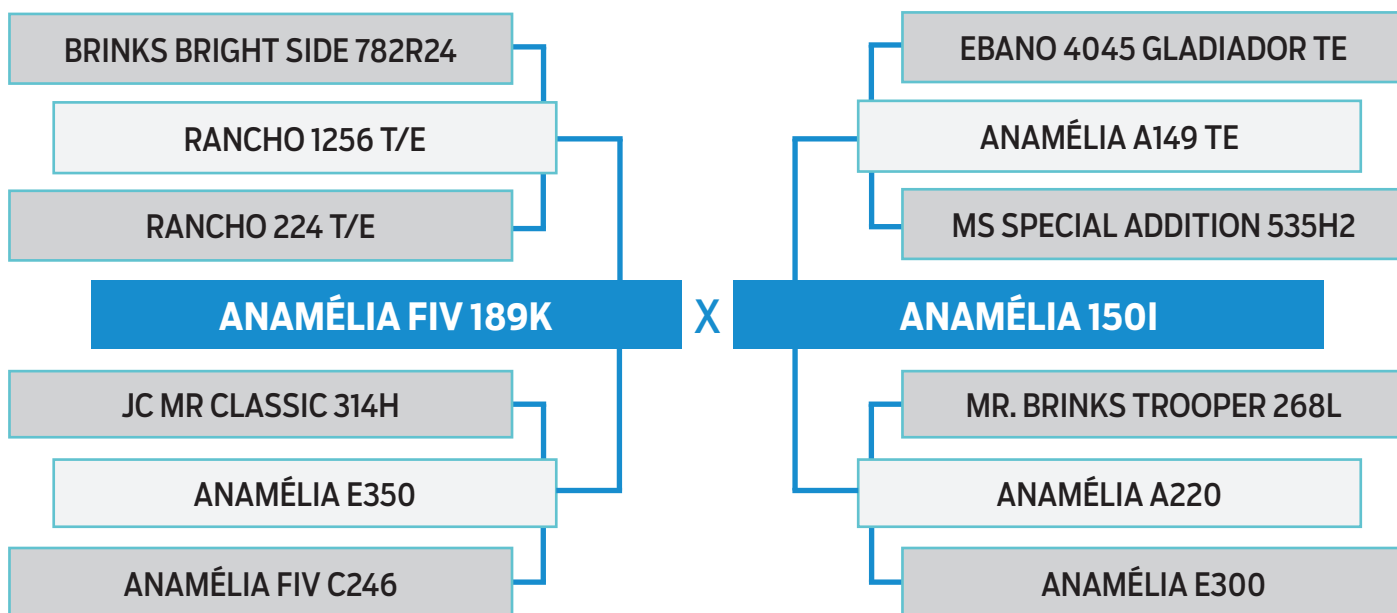 BRINKS BRIGHT SIDE 782R24
EBANO 4045 GLADIADOR TE
RANCHO 1256 T/E
ANAMÉLIA A149 TE
RANCHO 224 T/E
MS SPECIAL ADDITION 535H2
ANAMÉLIA FIV 189K X ANAMÉLIA 150I
JC MR CLASSIC 314H
MR. BRINKS TROOPER 268L
ANAMÉLIA E350
ANAMÉLIA A220
ANAMÉLIA FIV C246
ANAMÉLIA E300